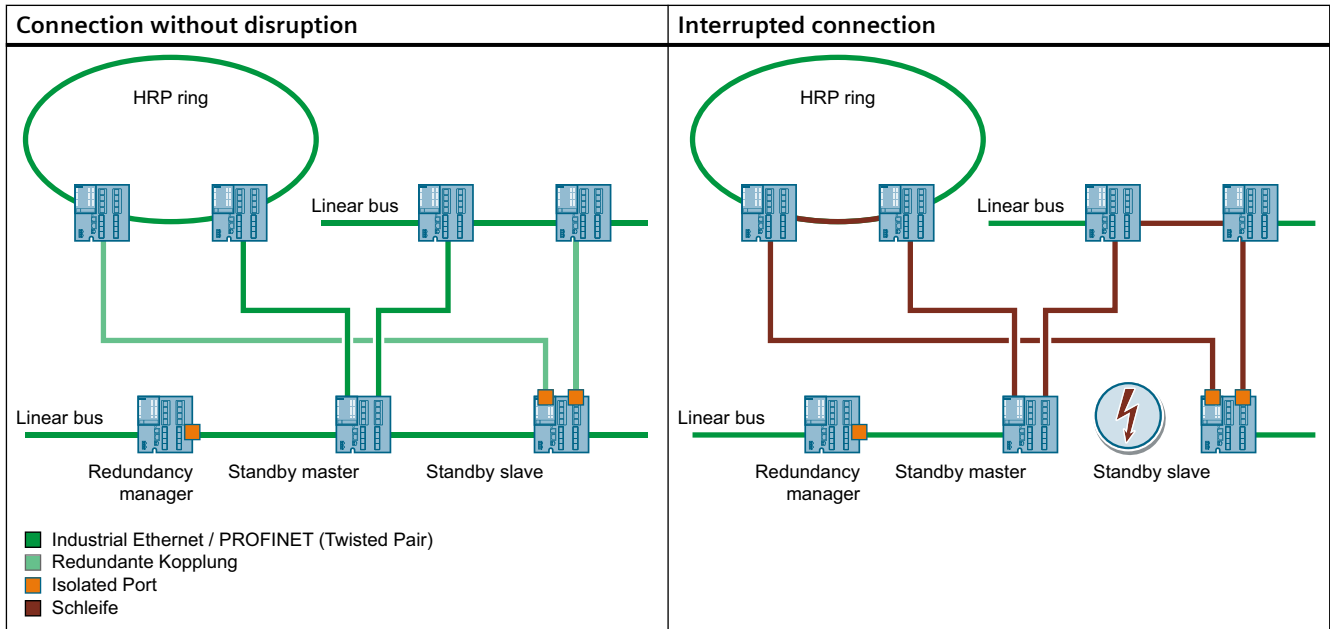 Connection without disruption
Interrupted connection
HRP ring
Linear bus
Linear bus
Redundancy
manager
Standby master
Standby slave
Industrial Ethernet / PROFINET (Twisted Pair)
Redundante Kopplung
Isolated Port
Schleife
HRP ring
Linear bus
Linear bus
Redundancy
manager
Standby master
Standby slave